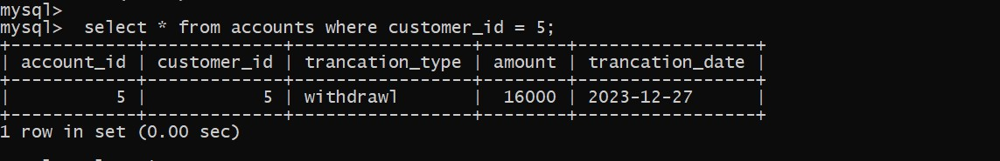 mysql>
mysql>  select * from accounts where customer_id = 5;
+------------+-------------+-----------------+--------+-----------------+
| account_id | customer_id | trancation_type | amount | trancation_date |
+------------+-------------+-----------------+--------+-----------------+
|          5 |           5 | withdrawl       |  16000 | 2023-12-27      |
+------------+-------------+-----------------+--------+-----------------+
1 row in set (0.00 sec)